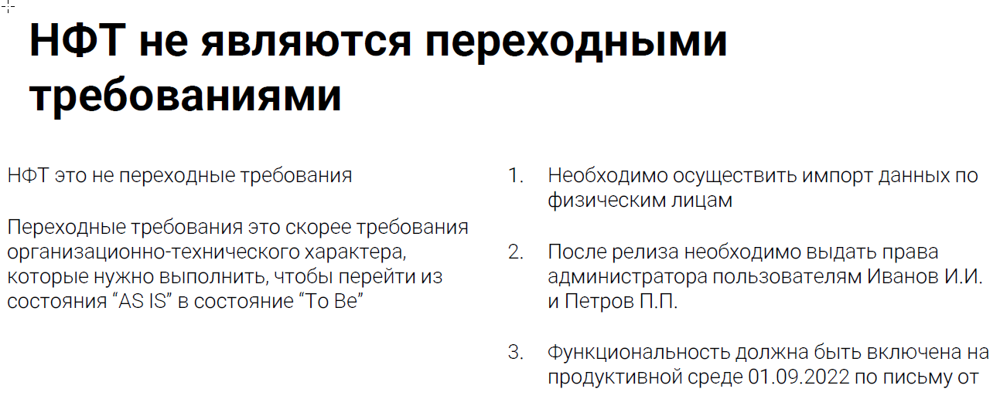 НФТ не являются переходными
требованиями
НФТ это не переходные требования
Переходные требования это скорее требования
организационно-технического характера,
которые нужно выполнить, чтобы перейти из
состояния “AS IS” в состояние “To Be”
1. Необходимо осуществить импорт данных по
физическим лицам
2. После релиза необходимо выдать права
администратора пользователям Иванов И.И.
и Петров П.П.
3. Функциональность должна быть включена на
продуктивной среде 01.09.2022 по письму от